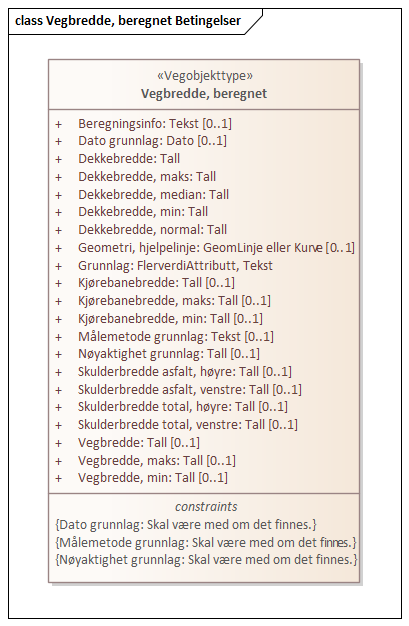 class Vegbredde, beregnet Betingelser
«Vegobjekttype»
Vegbredde, beregnet
+ Beregningsinfo: Tekst [0..1]
+ Dato grunnlag: Dato [0..1]
+ Dekkebredde: Tall
+ Dekkebredde, maks: Tall
+ Dekkebredde, median: Tall
+ Dekkebredde, min: Tall
+ Dekkebredde, normal: Tall
+ Geometri, hjelpelinje: GeomLinje eller Kurve [0..1]
+ Grunnlag: FlerverdiAttributt, Tekst
+ Kjørebanebredde: Tall [0..1]
+ Kjørebanebredde, maks: Tall [0..1]
+ Kjørebanebredde, min: Tall [0..1]
+ Målemetode grunnlag: Tekst [0..1]
+ Nøyaktighet grunnlag: Tall [0..1]
+ Skulderbredde asfalt, høyre: Tall [0..1]
+ Skulderbredde asfalt, venstre: Tall [0..1]
+ Skulderbredde total, høyre: Tall [0..1]
+ Skulderbredde total, venstre: Tall [0..1]
+ Vegbredde: Tall [0..1]
+ Vegbredde, maks: Tall [0..1]
+ Vegbredde, min: Tall [0..1]
constraints
{Dato grunnlag: Skal være med om det finnes.}
{Målemetode grunnlag: Skal være med om det finnes.}
{Nøyaktighet grunnlag: Skal være med om det finnes.}